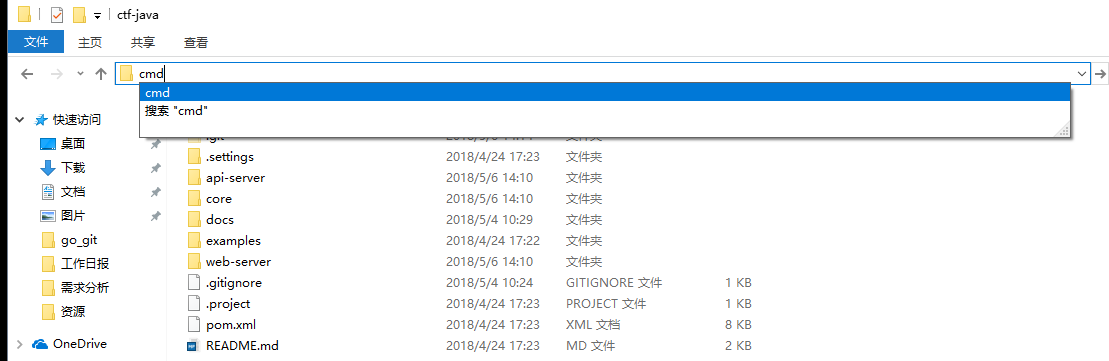 ctf-java
文件 主页 共享 查看
cmd
cmd
搜索 "cmd"
快速访问
桌面
下载
文档
图片
go_git
工作日报
需求分析
资源
OneDrive
.settings 2018/4/24 17:23 文件夹
api-server 2018/5/6 14:10 文件夹
core 2018/5/6 14:10 文件夹
docs 2018/5/4 10:29 文件夹
examples 2018/4/24 17:22 文件夹
web-server 2018/5/6 14:10 文件夹
.gitignore 2018/5/4 10:24 GITIGNORE 文件 1 KB
.project 2018/4/24 17:23 PROJECT 文件 1 KB
pom.xml 2018/4/24 17:23 XML 文档 8 KB
README.md 2018/4/24 17:23 MD 文件 2 KB